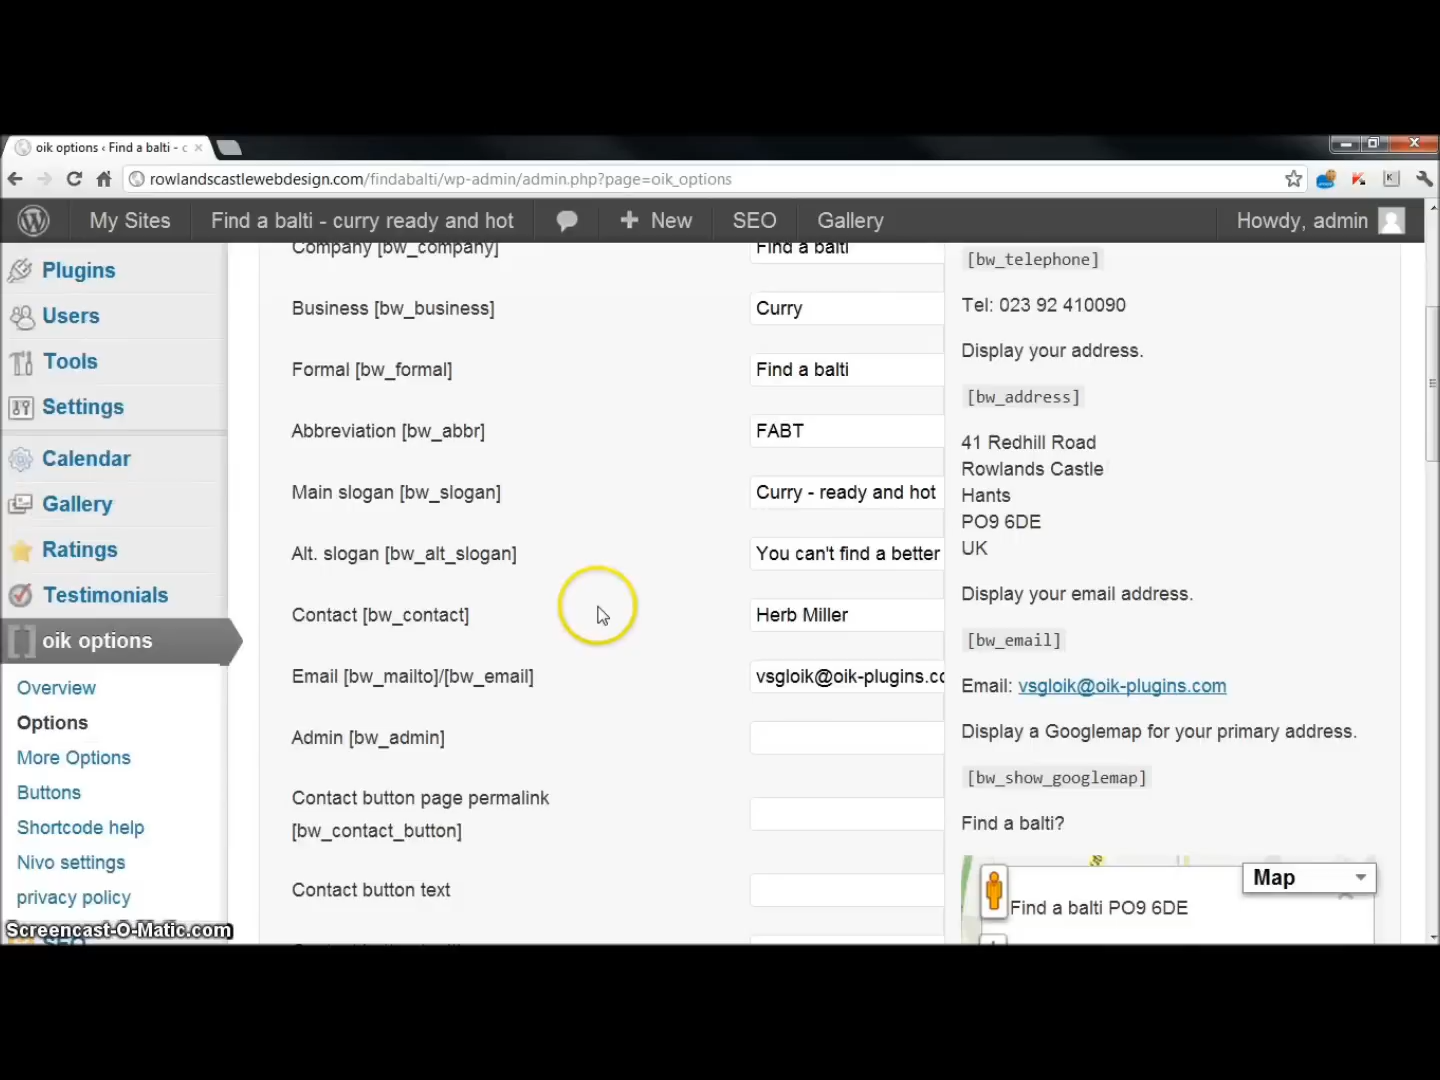 oik options ‹ Find a balti - c
rowlandscastlewebdesign.com/findabalti/wp-admin/admin.php?page=oik_options
My Sites
Find a balti - curry ready and hot
New
SEO
Gallery
Howdy, admin
Plugins
Users
Tools
Settings
Calendar
Gallery
Ratings
Testimonials
oik options
Overview
Options
More Options
Buttons
Shortcode help
Nivo settings
privacy policy
SEO
Screencast-O-Matic.com
Company [bw_company]
Find a balti
Business [bw_business]
Curry
Formal [bw_formal]
Find a balti
Abbreviation [bw_abbr]
FABT
Main slogan [bw_slogan]
Curry - ready and hot
Alt. slogan [bw_alt_slogan]
You can't find a better
Contact [bw_contact]
Herb Miller
Email [bw_mailto]/[bw_email]
vsgloik@oik-plugins.cc
Admin [bw_admin]
Contact button page permalink
[bw_contact_button]
Contact button text
[bw_telephone]
Tel: 023 92 410090
Display your address.
[bw_address]
41 Redhill Road
Rowlands Castle
Hants
PO9 6DE
UK
Display your email address.
[bw_email]
Email: vsgloik@oik-plugins.com
Display a Googlemap for your primary address.
[bw_show_googlemap]
Find a balti?
Map
Find a balti PO9 6DE